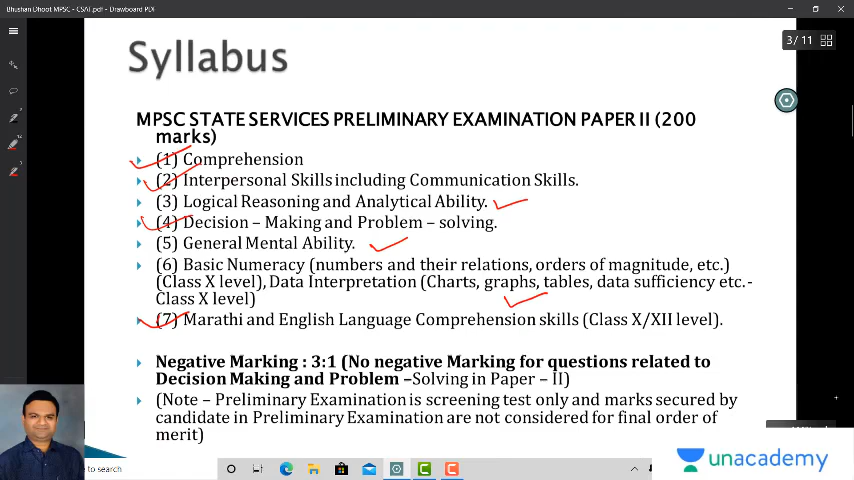 Bhushan Dhoot MPSC - CSAT.pdf - Drawboard PDF
3 / 11
Syllabus
MPSC STATE SERVICES PRELIMINARY EXAMINATION PAPER II (200
marks)
(1) Comprehension
(2) Interpersonal Skills including Communication Skills.
(3) Logical Reasoning and Analytical Ability.
(4) Decision – Making and Problem – solving.
(5) General Mental Ability.
(6) Basic Numeracy (numbers and their relations, orders of magnitude, etc.)
(Class X level), Data Interpretation (Charts, graphs, tables, data sufficiency etc.-
Class X level)
(7) Marathi and English Language Comprehension skills (Class X/XII level).
Negative Marking : 3:1 (No negative Marking for questions related to
Decision Making and Problem –Solving in Paper – II)
(Note – Preliminary Examination is screening test only and marks secured by
candidate in Preliminary Examination are not considered for final order of
merit)
to search
unacademy